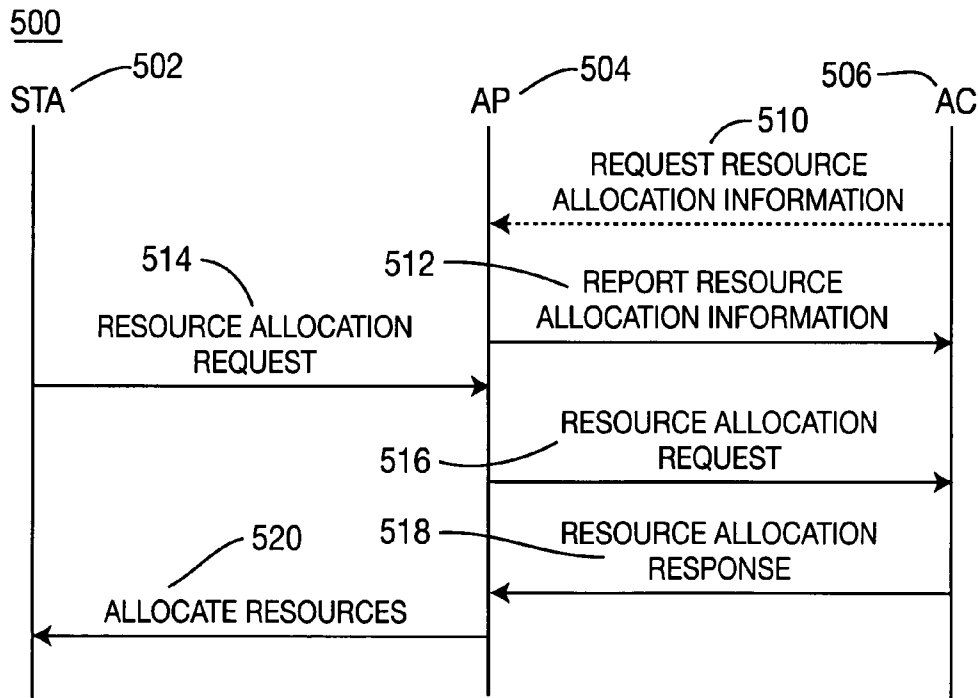 500
STA 502
AP 504
506 AC
510
REQUEST RESOURCE
ALLOCATION INFORMATION
514
512
REPORT RESOURCE
ALLOCATION INFORMATION
RESOURCE ALLOCATION
REQUEST
516
RESOURCE ALLOCATION
REQUEST
518
RESOURCE ALLOCATION
RESPONSE
520
ALLOCATE RESOURCES